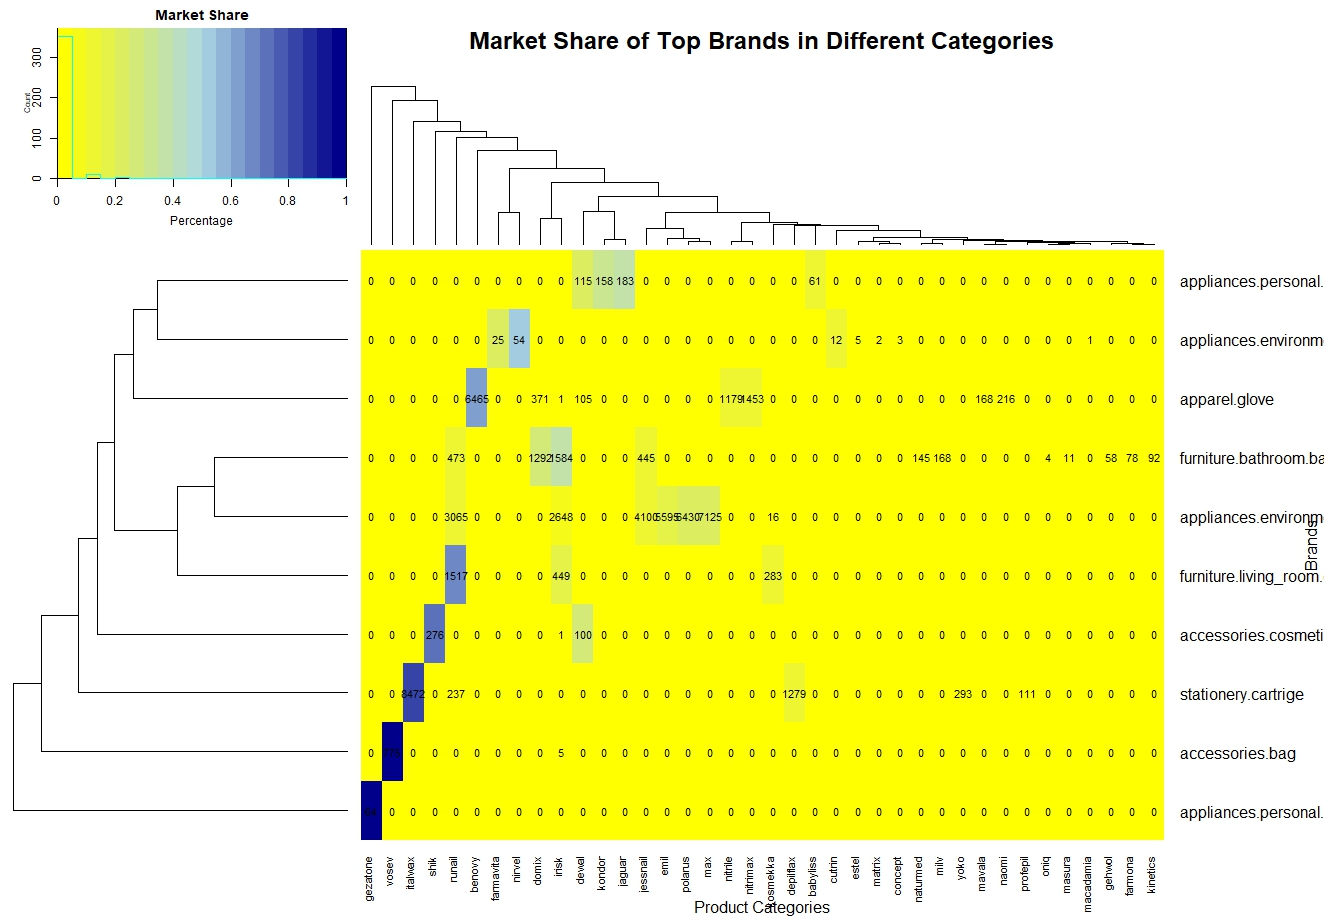 Market Share
Market Share of Top Brands in Different Categories
Count
0 100 200 300
0 0.2 0.4 0.6 0.8 1
Percentage
0 0 0 0 0 0 0 0 0 0 115 158 183 0 0 0 0 0 0 0 0 61 0 0 0 0 0 0 0 0 0 0 0 0 0 0 0 0 appliances.personal.
0 0 0 0 0 0 25 54 0 0 0 0 0 0 0 0 0 0 0 0 0 0 12 5 2 3 0 0 0 0 0 0 0 0 1 0 0 0 appliances.environm
0 0 0 0 0 6465 0 0 371 1 105 0 0 0 0 0 0 1179 1453 0 0 0 0 0 0 0 0 0 0 168 216 0 0 0 0 0 0 0 apparel.glove
0 0 0 0 473 0 0 0 1292 1584 0 0 0 445 0 0 0 0 0 0 0 0 0 0 0 0 145 168 0 0 0 0 4 11 0 58 78 92 furniture.bathroom.ba
0 0 0 0 3065 0 0 0 0 2648 0 0 0 4100 5595 6430 7125 0 0 16 0 0 0 0 0 0 0 0 0 0 0 0 0 0 0 0 0 0 appliances.environm
0 0 0 0 1517 0 0 0 0 449 0 0 0 0 0 0 0 0 0 283 0 0 0 0 0 0 0 0 0 0 0 0 0 0 0 0 0 0 furniture.living_room.
0 0 0 276 0 0 0 0 0 1 100 0 0 0 0 0 0 0 0 0 0 0 0 0 0 0 0 0 0 0 0 0 0 0 0 0 0 0 accessories.cosmeti
0 0 8472 0 237 0 0 0 0 0 0 0 0 0 0 0 0 0 0 0 1279 0 0 0 0 0 0 0 293 0 0 111 0 0 0 0 0 0 stationery.cartrige
0 0 0 0 0 0 0 0 5 0 0 0 0 0 0 0 0 0 0 0 0 0 0 0 0 0 0 0 0 0 0 0 0 0 0 0 0 accessories.bag
0 0 0 0 0 0 0 0 0 0 0 0 0 0 0 0 0 0 0 0 0 0 0 0 0 0 0 0 0 0 0 0 0 0 0 0 0 appliances.personal.
Brands
gezatone vosev italwax shik runail benovy farmavita nirvel domix irisk dewal kondor jaguar jessnail emil polarus max nitrile nitrimax kosmekka depilflax babyliss cutrin estel matrix concept naturmed milv yoko mavala naomi profepil oniq masura macadamia gehwol farmona kinetics
Product Categories